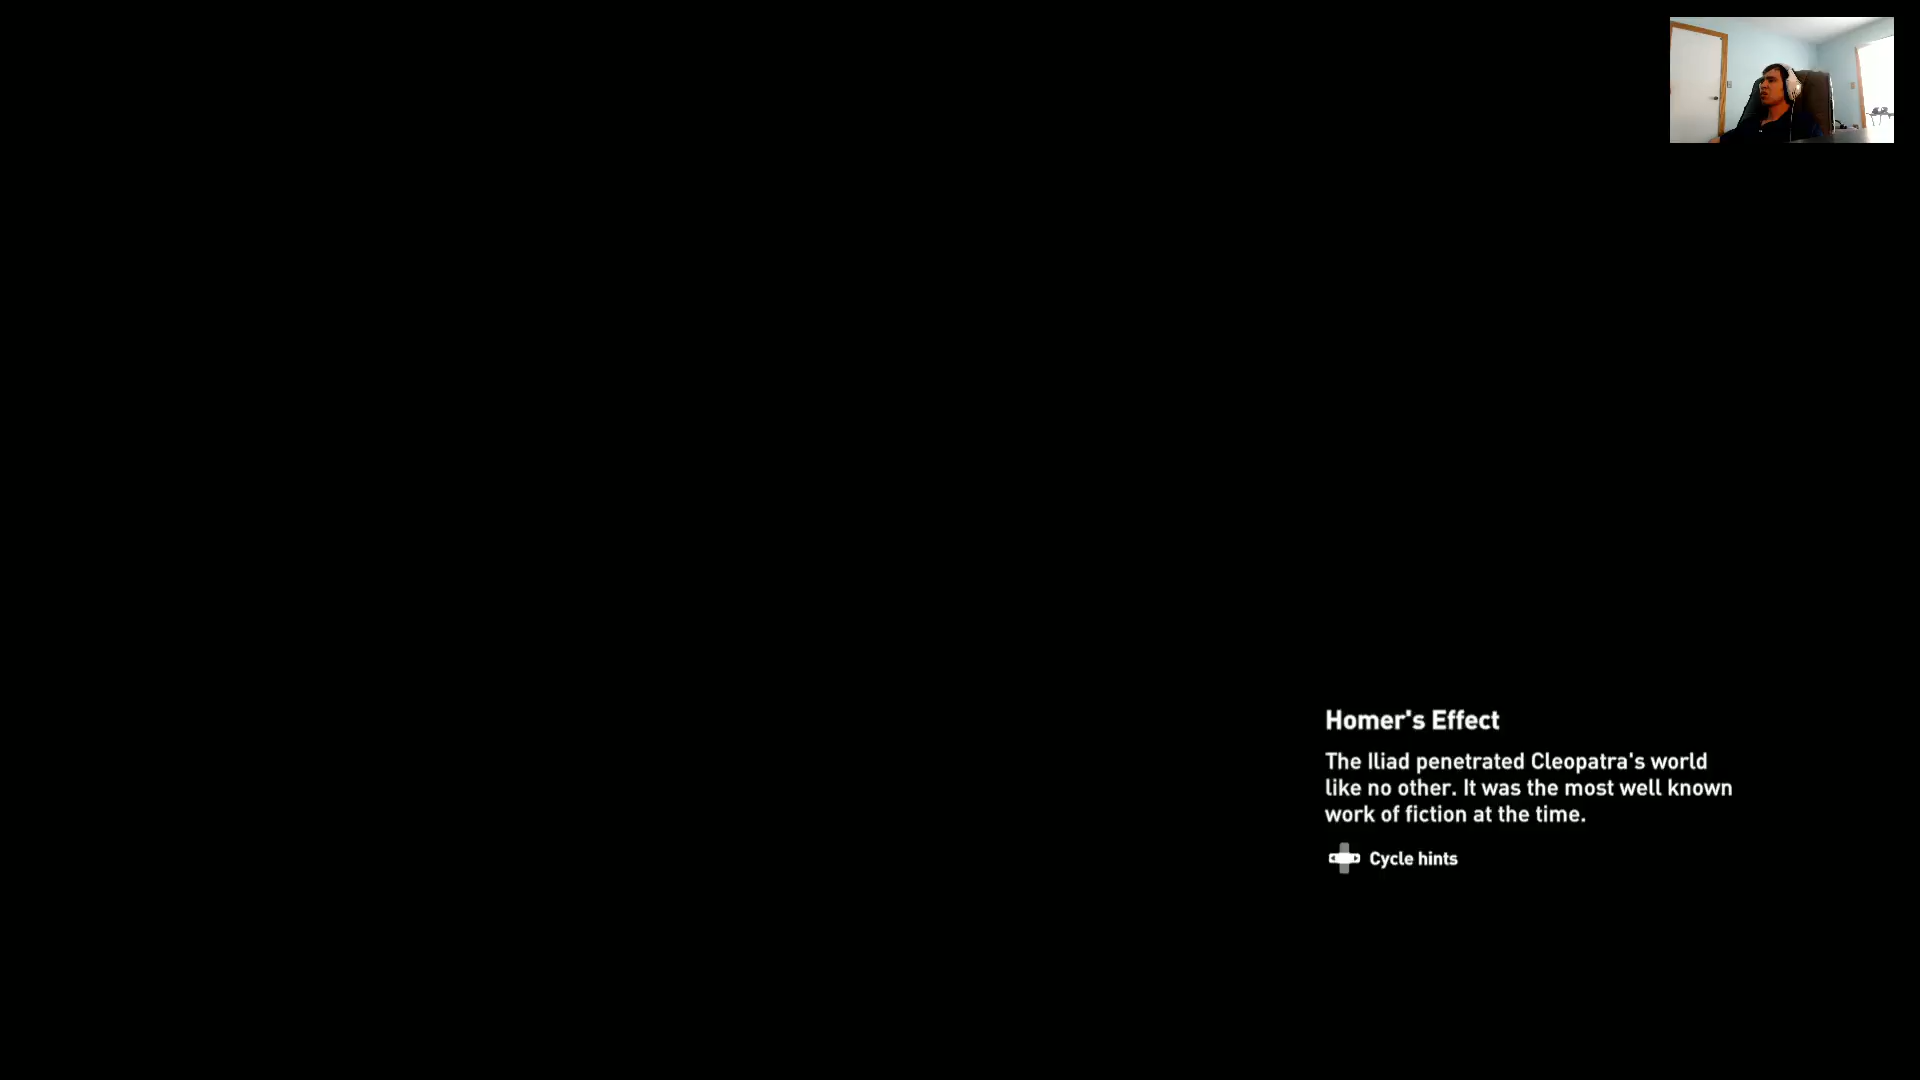 Homer's Effect
The Iliad penetrated Cleopatra's world
like no other. It was the most well known
work of fiction at the time.
Cycle hints